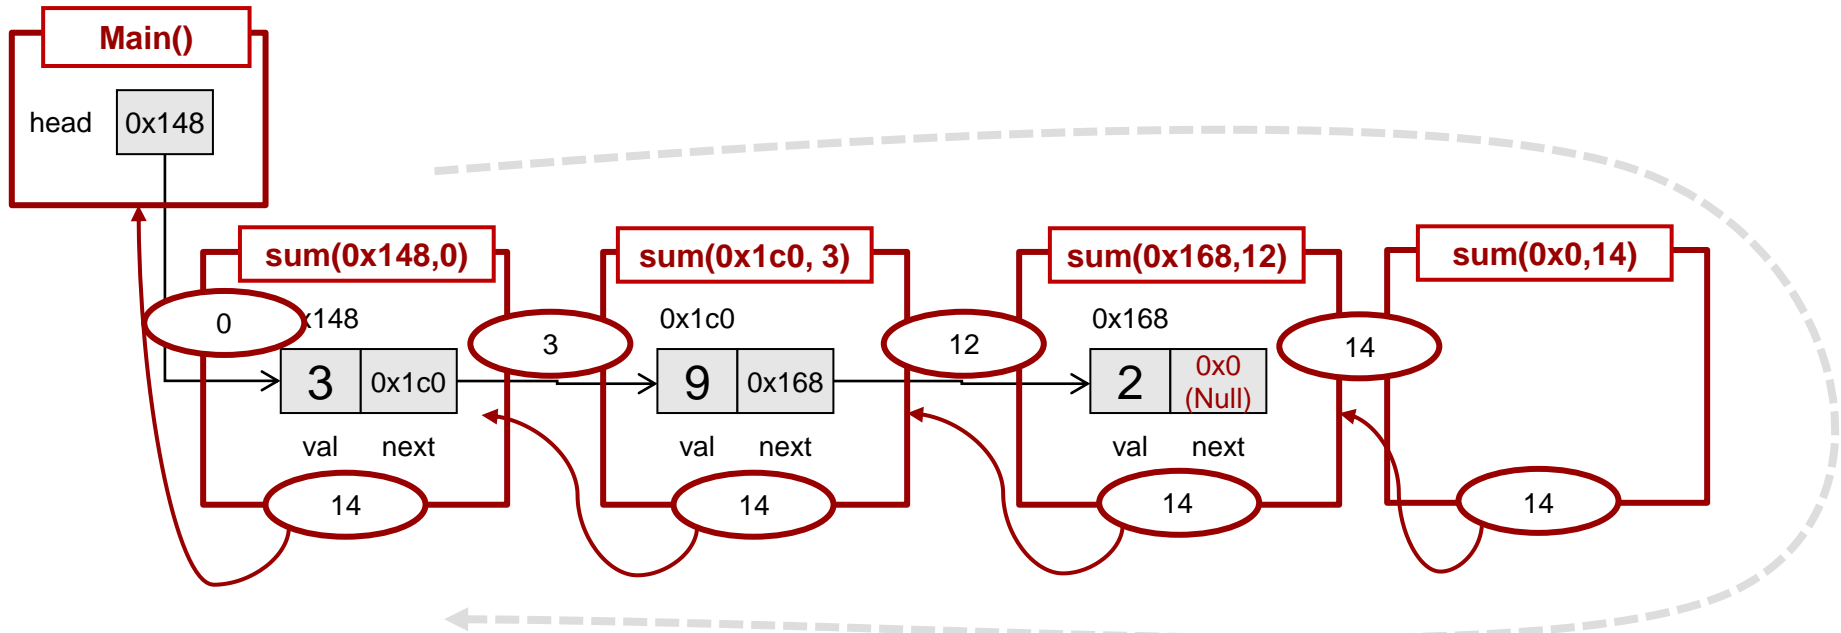 Main()
head 0x148
sum(0x148,0) sum(0x1c0, 3) sum(0x168,12) sum(0x0,14)
0 x148 3 0x1c0 12 0x168 14
3 0x1c0 9 0x168 2 0x0
(Null)
val next val next val next
14 14 14 14